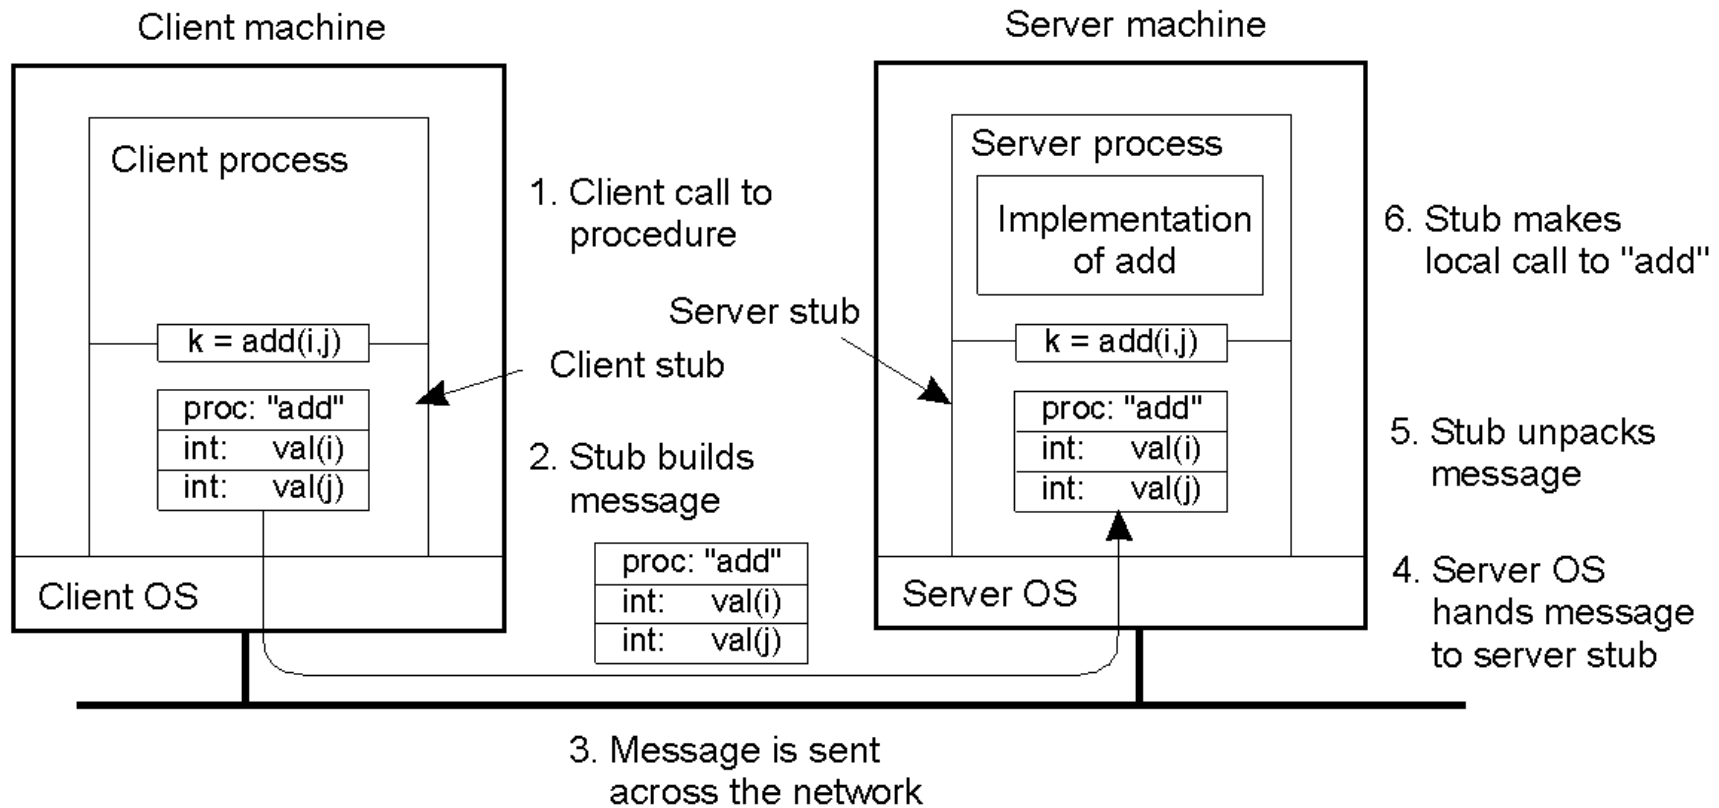 Client machine
Server machine
Client process
1. Client call to
procedure
Server process
Implementation
of add
6. Stub makes
local call to "add"
Server stub
k = add(i,j)
Client stub
k = add(i,j)
proc: "add"
int: val(i)
int: val(j)
2. Stub builds
message
proc: "add"
int: val(i)
int: val(j)
5. Stub unpacks
message
proc: "add"
int: val(i)
int: val(j)
Client OS
Server OS
4. Server OS
hands message
to server stub
3. Message is sent
across the network